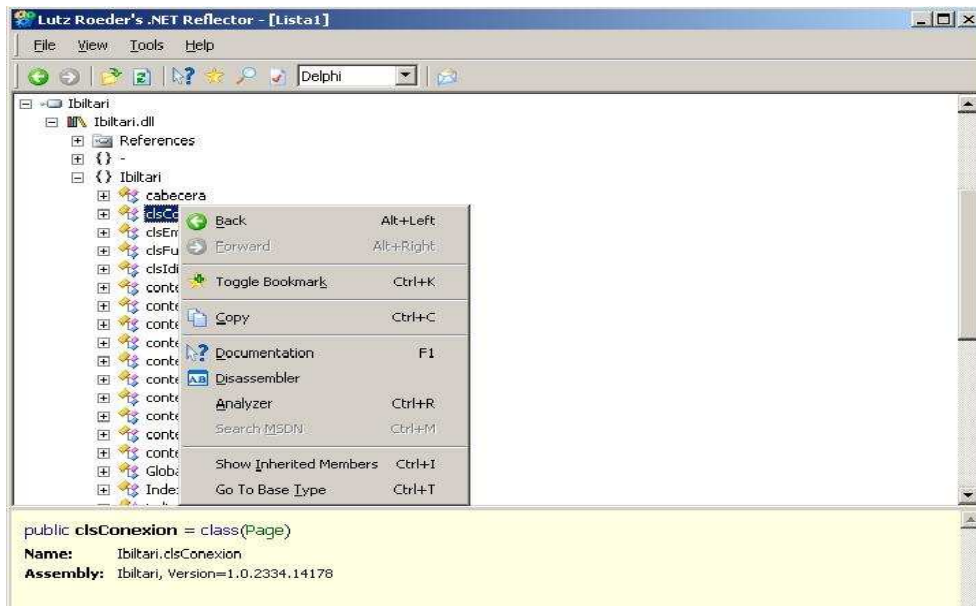 Lutz Roeder's .NET Reflector - [Lista1]
File View Tools Help
Delphi
Ibiltari
Ibiltari.dll
References
{} -
{} Ibiltari
cabecera
clsCo
clsEm
clsFu
clsIdi
conte
conte
conte
conte
conte
conte
conte
conte
conte
conte
Globa
Index
Back Alt+Left
Forward Alt+Right
Toggle Bookmark Ctrl+K
Copy Ctrl+C
Documentation F1
Disassembler
Analyzer Ctrl+R
Search MSDN Ctrl+M
Show Inherited Members Ctrl+I
Go To Base Type Ctrl+T
public clsConexion = class(Page)
Name: Ibiltari.clsConexion
Assembly: Ibiltari, Version=1.0.2334.14178